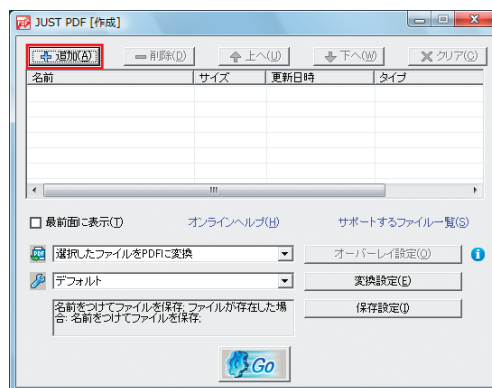 JUST PDF [作成]
追加(A) 削除(D) 上へ(U) 下へ(W) クリア(C)
名前 サイズ 更新日時 タイプ
最前面に表示(T) オンラインヘルプ(H) サポートするファイル一覧(S)
選択したファイルをPDFに変換 オーバーレイ設定(O)
デフォルト 変換設定(E)
名前をつけてファイルを保存; ファイルが存在した場
合: 名前をつけてファイルを保存;
保存設定(I)
Go